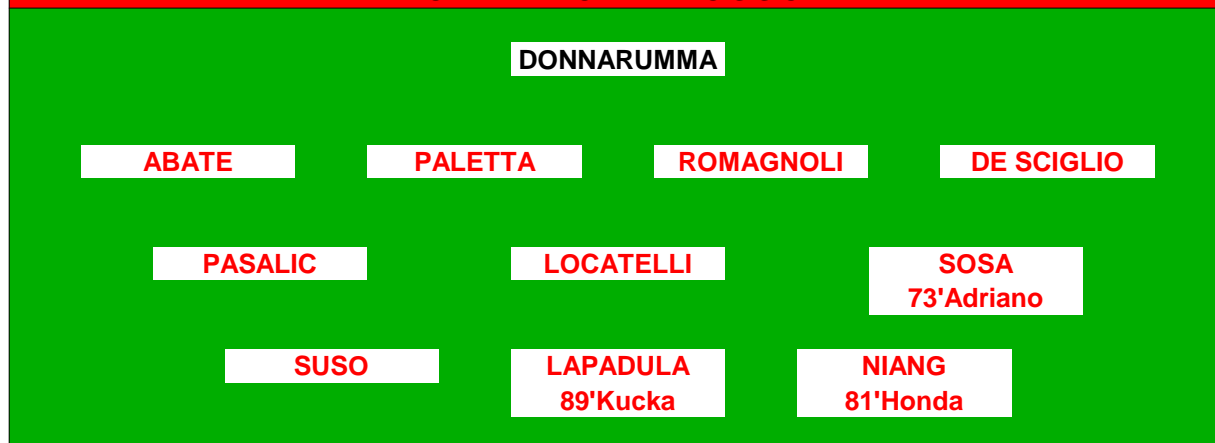 DONNARUMMA
ABATE PALETTA ROMAGNOLI DE SCIGLIO
PASALIC LOCATELLI SOSA
73'Adriano
SUSO LAPADULA NIANG
89'Kucka 81'Honda